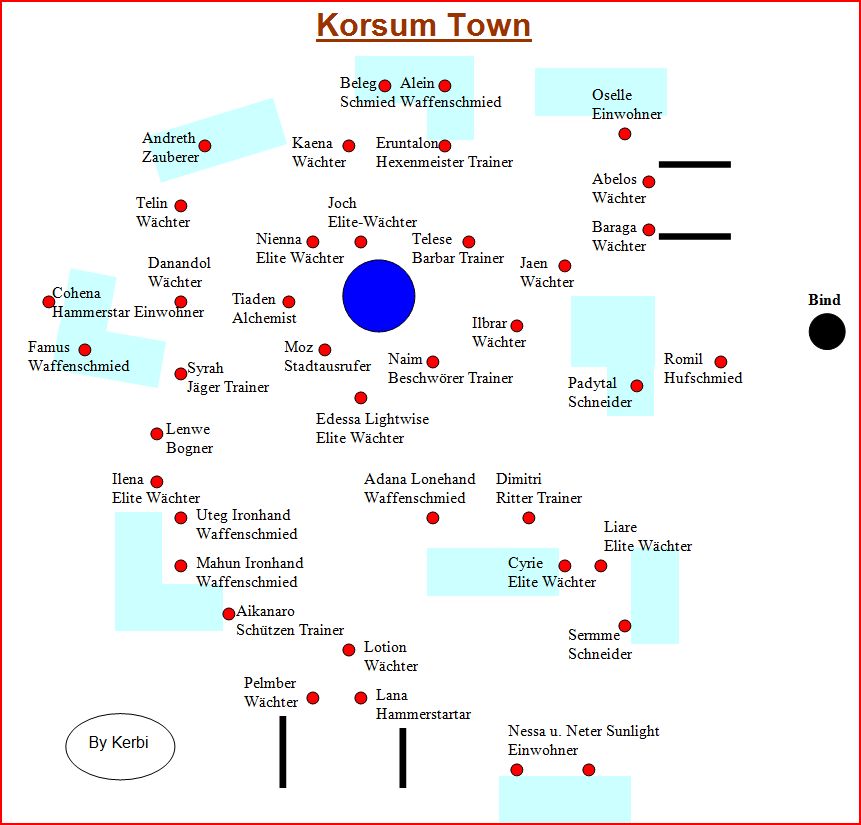 Korsum Town
Beleg Alein
Schmied Waffenschmied
Oselle
Einwohner
Andreth
Zauberer
Kaena
Wächter
Eruntalon
Hexenmeister Trainer
Abelos
Wächter
Telin
Wächter
Joch
Elite-Wächter
Baraga
Wächter
Nienna
Elite Wächter
Telese
Barbar Trainer
Jaen
Wächter
Danandol
Wächter
Cohena
Hammerstar Einwohner
Tiaden
Alchemist
Bind
Ilbrar
Wächter
Famus
Waffenschmied
Moz
Stadtausrufer
Naim
Beschwörer Trainer
Romil
Hufschmied
Syrah
Jäger Trainer
Padytal
Schneider
Edessa Lightwise
Elite Wächter
Lenwe
Bogner
Ilena
Elite Wächter
Adana Lonehand
Waffenschmied
Dimitri
Ritter Trainer
Uteg Ironhand
Waffenschmied
Liare
Elite Wächter
Mahun Ironhand
Waffenschmied
Cyrie
Elite Wächter
Aikanaro
Schützen Trainer
Sermme
Schneider
Lotion
Wächter
Pelmber
Wächter
Lana
Hammerstartar
By Kerbi
Nessa u. Neter Sunlight
Einwohner